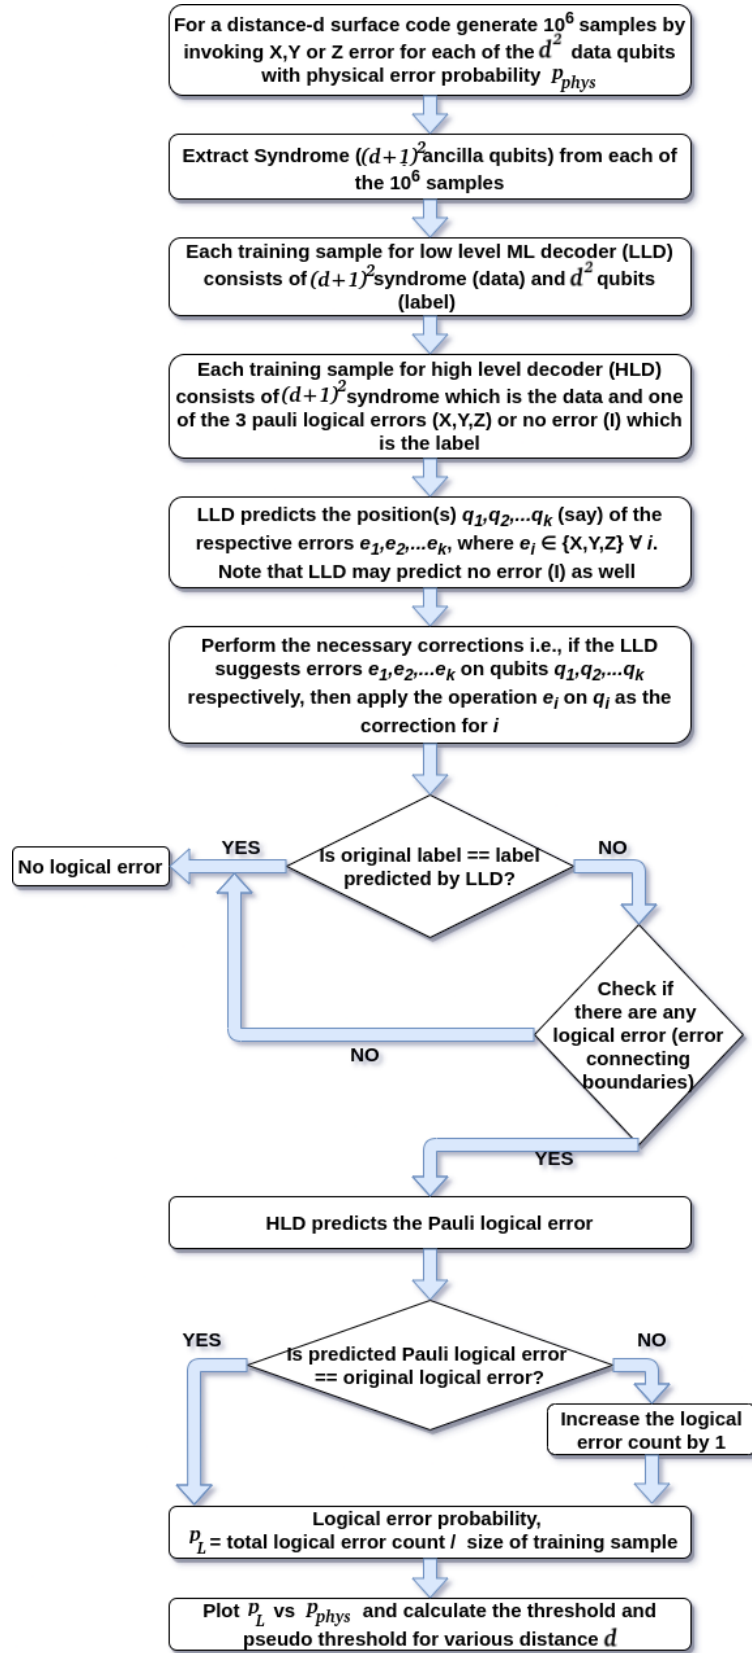 For a distance-d surface code generate 10⁶ samples by
invoking X,Y or Z error for each of the d² data qubits
with physical error probability p_phys
Extract Syndrome ((d+1)² ancilla qubits) from each of
the 10⁶ samples
Each training sample for low level ML decoder (LLD)
consists of (d+1)² syndrome (data) and d² qubits
(label)
Each training sample for high level decoder (HLD)
consists of (d+1)² syndrome which is the data and one
of the 3 pauli logical errors (X,Y,Z) or no error (I) which
is the label
LLD predicts the position(s) q₁,q₂,...qₖ (say) of the
respective errors e₁,e₂,...eₖ, where eᵢ ∈ {X,Y,Z} ∀ i.
Note that LLD may predict no error (I) as well
Perform the necessary corrections i.e., if the LLD
suggests errors e₁,e₂,...eₖ on qubits q₁,q₂,...qₖ
respectively, then apply the operation eᵢ on qᵢ as the
correction for i
YES
NO
No logical error
Is original label == label
predicted by LLD?
Check if
there are any
logical error (error
connecting
boundaries)
NO
YES
HLD predicts the Pauli logical error
YES
NO
Is predicted Pauli logical error
== original logical error?
Increase the logical
error count by 1
Logical error probability,
p_L = total logical error count / size of training sample
Plot p_L vs p_phys and calculate the threshold and
pseudo threshold for various distance d